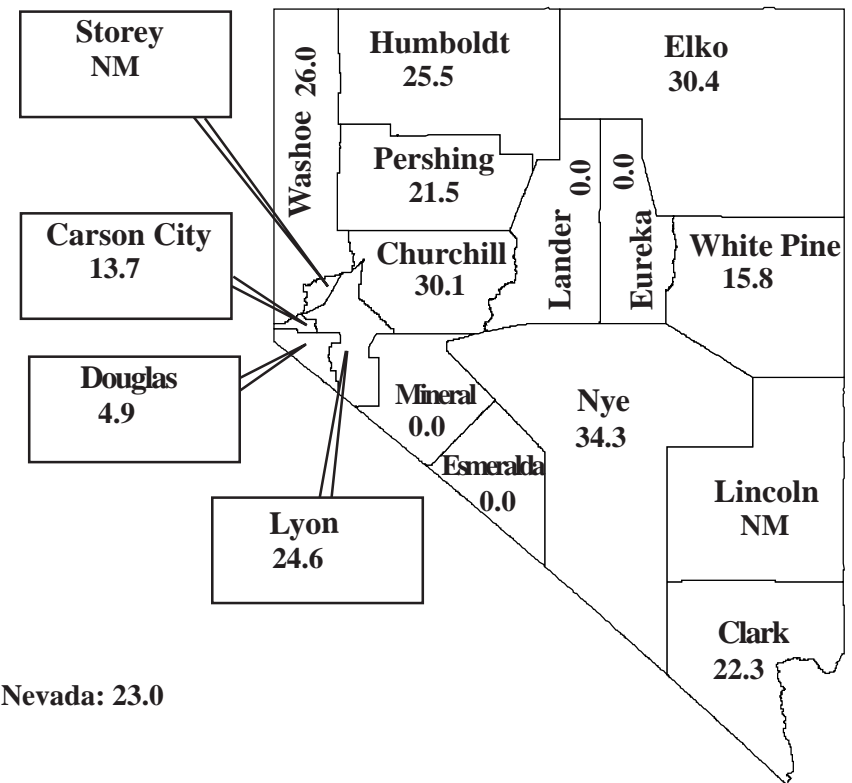 Storey
NM
Washoe 26.0
Humboldt
25.5
Elko
30.4
Pershing
21.5
Lander 0.0
Eureka 0.0
Carson City
13.7
Churchill
30.1
White Pine
15.8
Douglas
4.9
Mineral
0.0
Nye
34.3
Esmeralda
0.0
Lincoln
NM
Lyon
24.6
Clark
22.3
Nevada: 23.0